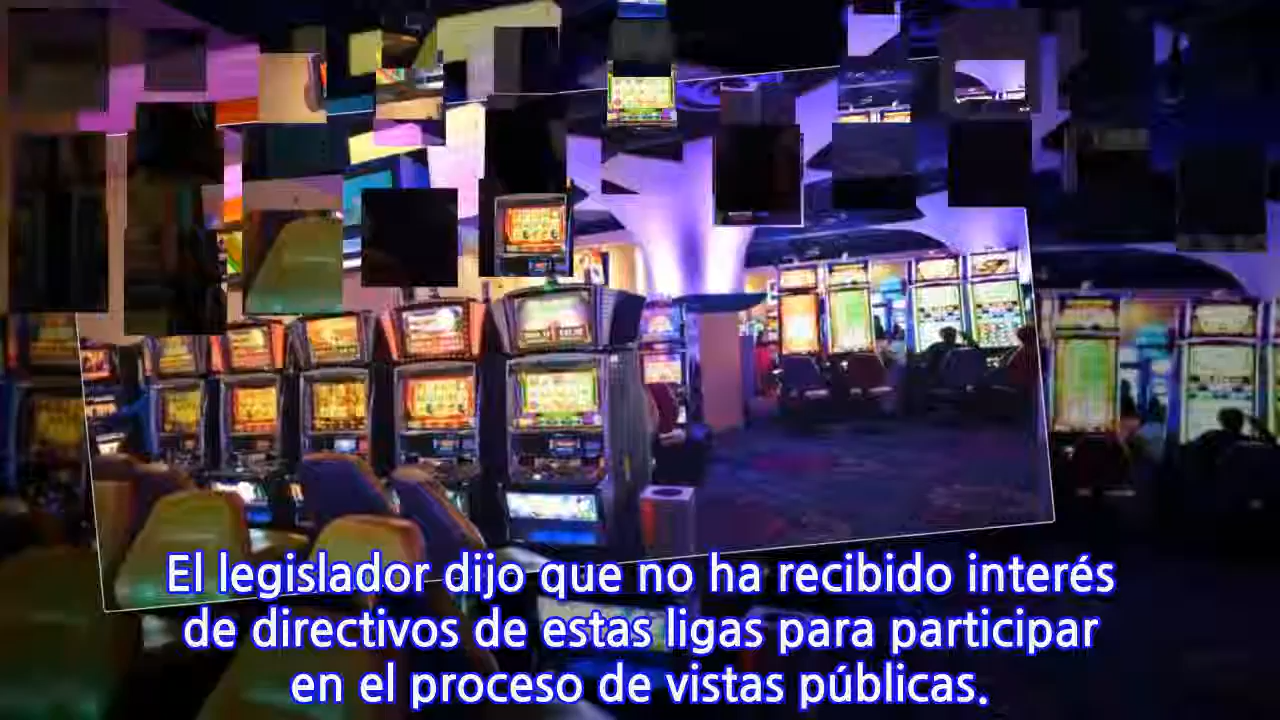 El legislador dijo que no ha recibido interés
de directivos de estas ligas para participar
en el proceso de vistas públicas.